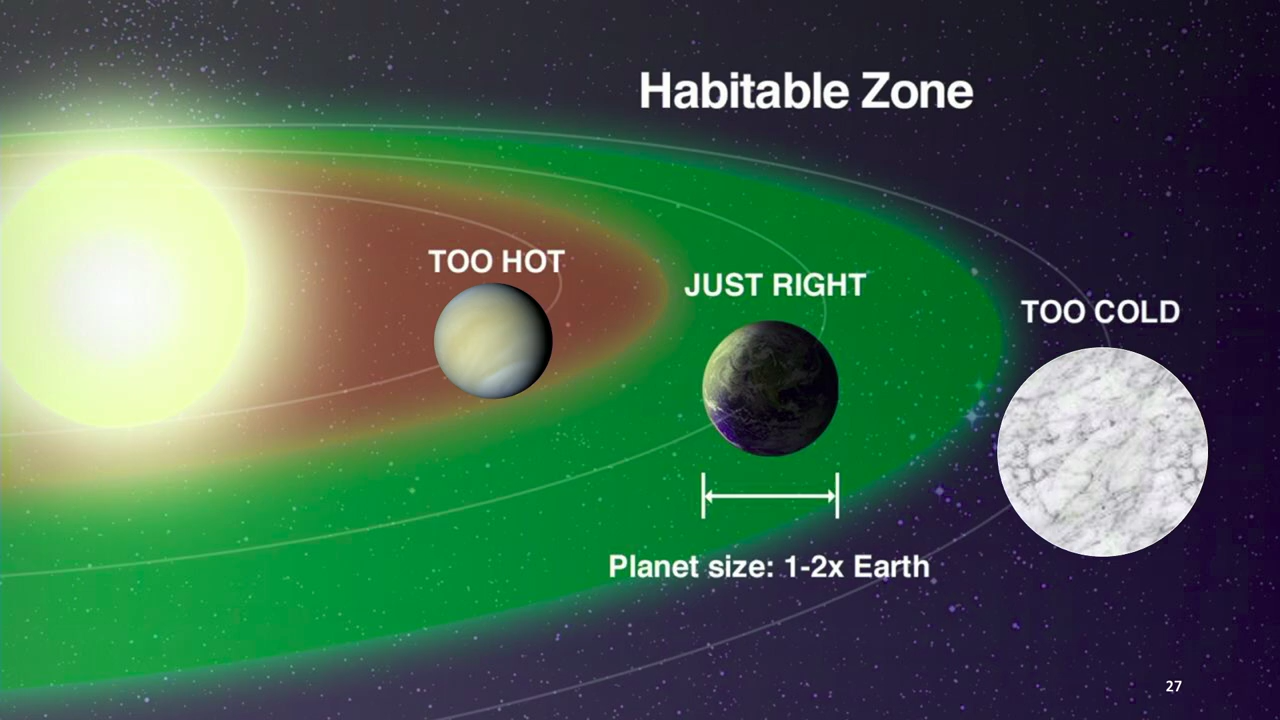 Habitable Zone
TOO HOT
JUST RIGHT
TOO COLD
Planet size: 1-2x Earth
27